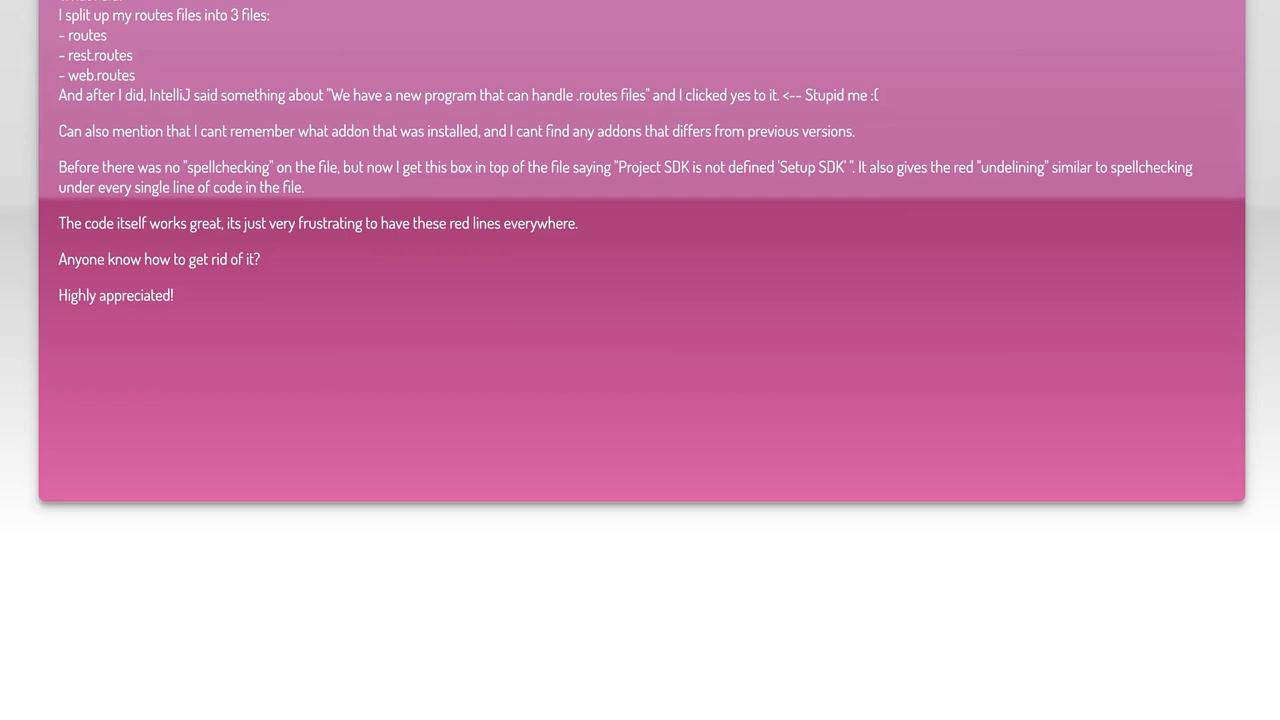 I split up my routes files into 3 files:
- routes
- rest.routes
- web.routes
And after I did, IntelliJ said something about "We have a new program that can handle .routes files" and I clicked yes to it. <-- Stupid me :(
Can also mention that I cant remember what addon that was installed, and I cant find any addons that differs from previous versions.
Before there was no "spellchecking" on the file, but now I get this box in top of the file saying "Project SDK is not defined 'Setup SDK' ". It also gives the red "undelining" similar to spellchecking
under every single line of code in the file.
The code itself works great, its just very frustrating to have these red lines everywhere.
Anyone know how to get rid of it?
Highly appreciated!